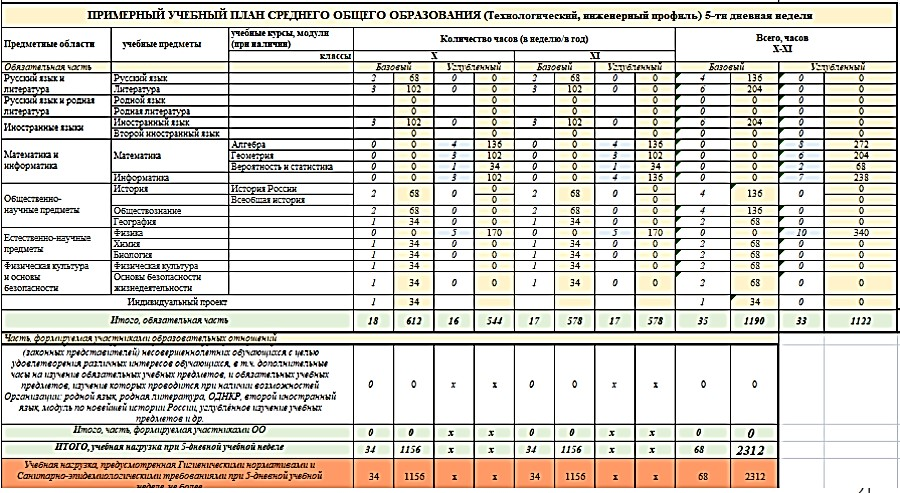 ПРИМЕРНЫЙ УЧЕБНЫЙ ПЛАН СРЕДНЕГО ОБЩЕГО ОБРАЗОВАНИЯ (Технологический, инженерный профиль) 5-ти дневная неделя
Предметные области учебные предметы учебные курсы, модули (при наличии) Количество часов (в неделю/в год) Всего, часов X-XI
классы X XI
Обязательная часть Базовый Углубленный Базовый Углубленный Базовый Углубленный
Русский язык и литература Русский язык 2 68 0 0 2 68 0 0 4 136 0 0
Литература 3 102 0 0 3 102 0 0 6 204 0 0
Русский язык и родная литература Родной язык 0 0 0 0 0 0 0 0
Родная литература 0 0 0 0 0 0 0 0
Иностранные языки Иностранный язык 3 102 0 0 3 102 0 0 6 204 0 0
Второй иностранный язык 0 0 0 0 0 0 0 0
Математика и информатика Математика Алгебра 0 0 4 136 0 0 4 136 0 0 8 272
Геометрия 0 0 3 102 0 0 3 102 0 0 6 204
Вероятность и статистика 0 0 1 34 0 0 1 34 0 0 2 68
Информатика 0 0 3 102 0 0 4 136 0 0 7 238
Общественно-научные предметы История История России 2 68 0 0 2 68 0 0 4 136 0 0
Всеобщая история 0 0
Обществознание 2 68 0 0 2 68 0 0 4 136 0 0
География 1 34 0 0 1 34 0 0 2 68 0 0
Естественно-научные предметы Физика 0 0 5 170 0 0 5 170 0 0 10 340
Химия 1 34 0 0 1 34 0 0 2 68 0 0
Биология 1 34 0 0 1 34 0 0 2 68 0 0
Физическая культура и основы безопасности Физическая культура 1 34 0 1 34 0 2 68 0 0
Основы безопасности жизнедеятельности 1 34 0 0 1 34 0 0 2 68 0 0
Индивидуальный проект 1 34 1 34 0 0
Итого, обязательная часть 18 612 16 544 17 578 17 578 35 1190 33 1122
Часть, формируемая участниками образовательных отношений
(законных представителей) несовершеннолетних обучающихся с целью
удовлетворения различных интересов обучающихся, в т.ч. дополнительные
часы на изучение обязательных учебных предметов, и обязательных учебных
предметов, изучение которых проводится при наличии возможностей
Организации: родной язык, родная литература, ОДНКР, второй иностранный
язык, модуль по новейшей истории России, углублённое изучение учебных
предметов и др. 0 0 x x 0 0 x x 0 0
Итого, часть, формируемая участниками ОО 0 0 x x 0 0 x x 0 0
ИТОГО, учебная нагрузка при 5-дневной учебной неделе 34 1156 x x 34 1156 x x 68 2312
Учебная нагрузка, предусмотренная Гигиеническими нормативами и
Санитарно-эпидемиологическими требованиями при 5-дневной учебной
неделе, не более 34 1156 x x 34 1156 x x 68 2312